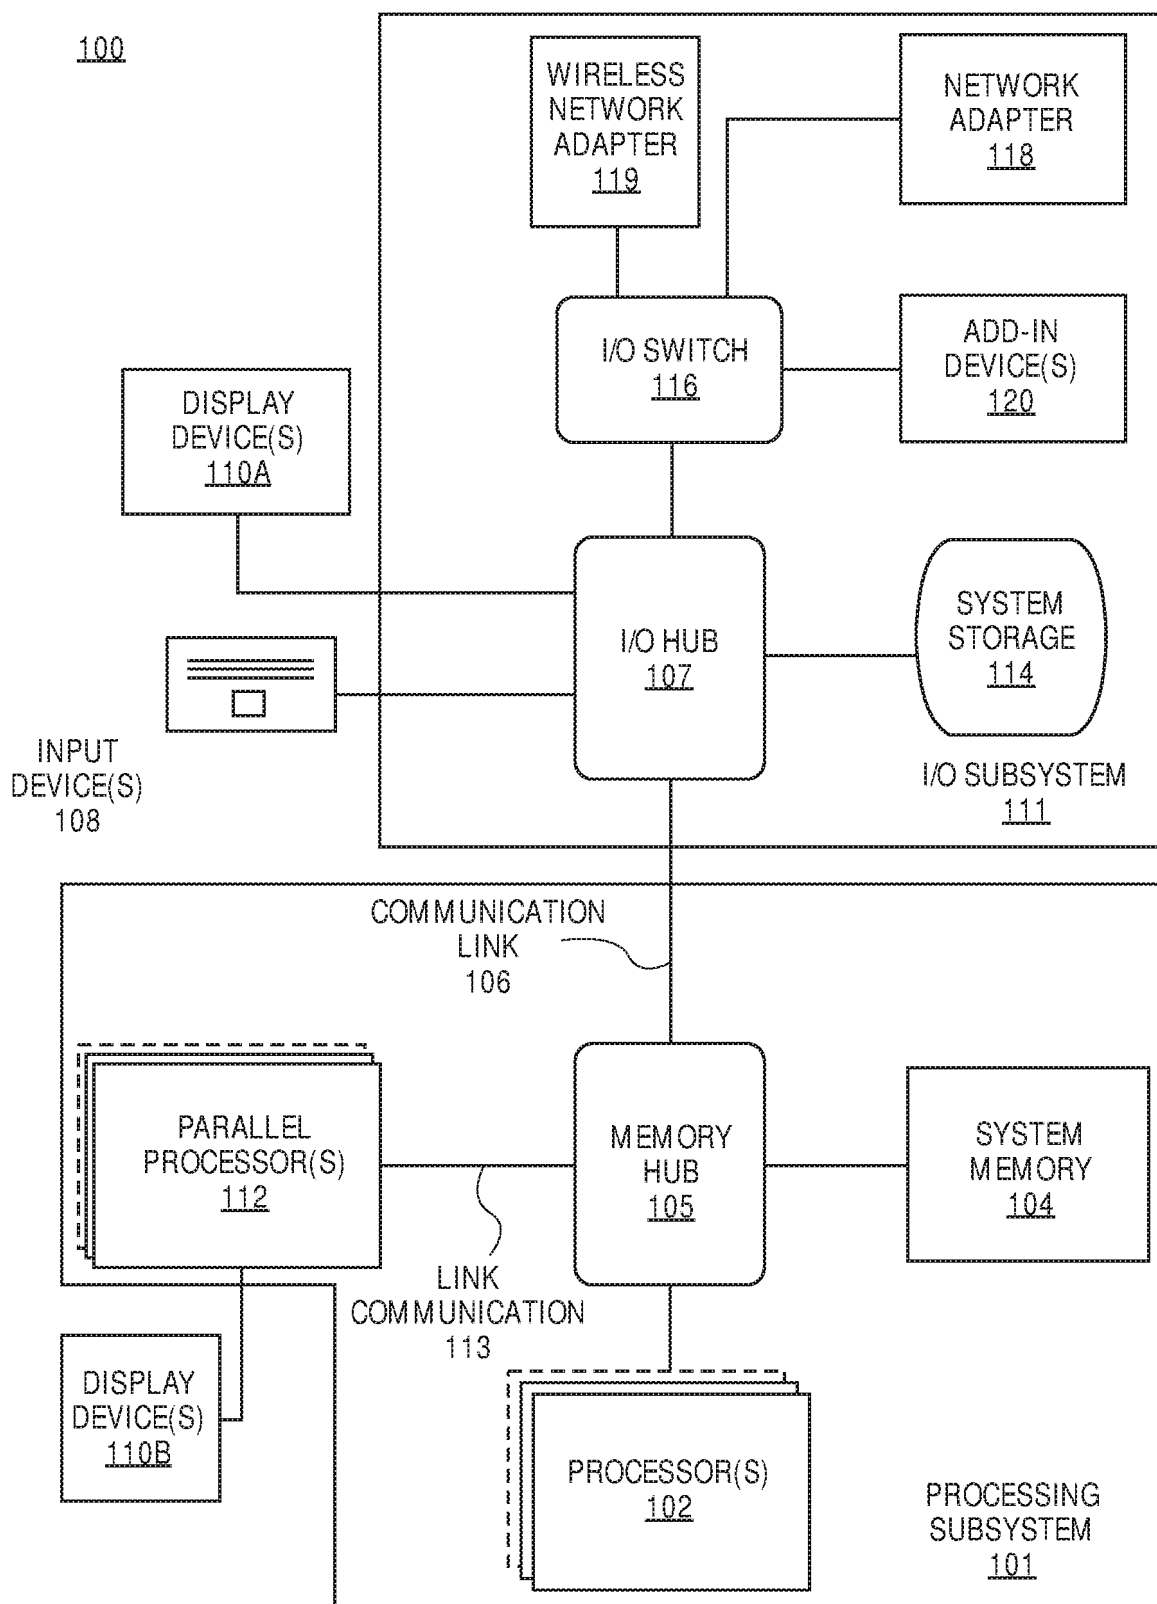 100
WIRELESS
NETWORK
ADAPTER
119
NETWORK
ADAPTER
118
I/O SWITCH
116
ADD-IN
DEVICE(S)
120
DISPLAY
DEVICE(S)
110A
I/O HUB
107
SYSTEM
STORAGE
114
INPUT
DEVICE(S)
108
I/O SUBSYSTEM
111
COMMUNICATION
LINK
106
PARALLEL
PROCESSOR(S)
112
MEMORY
HUB
105
SYSTEM
MEMORY
104
LINK
COMMUNICATION
113
DISPLAY
DEVICE(S)
110B
PROCESSOR(S)
102
PROCESSING
SUBSYSTEM
101